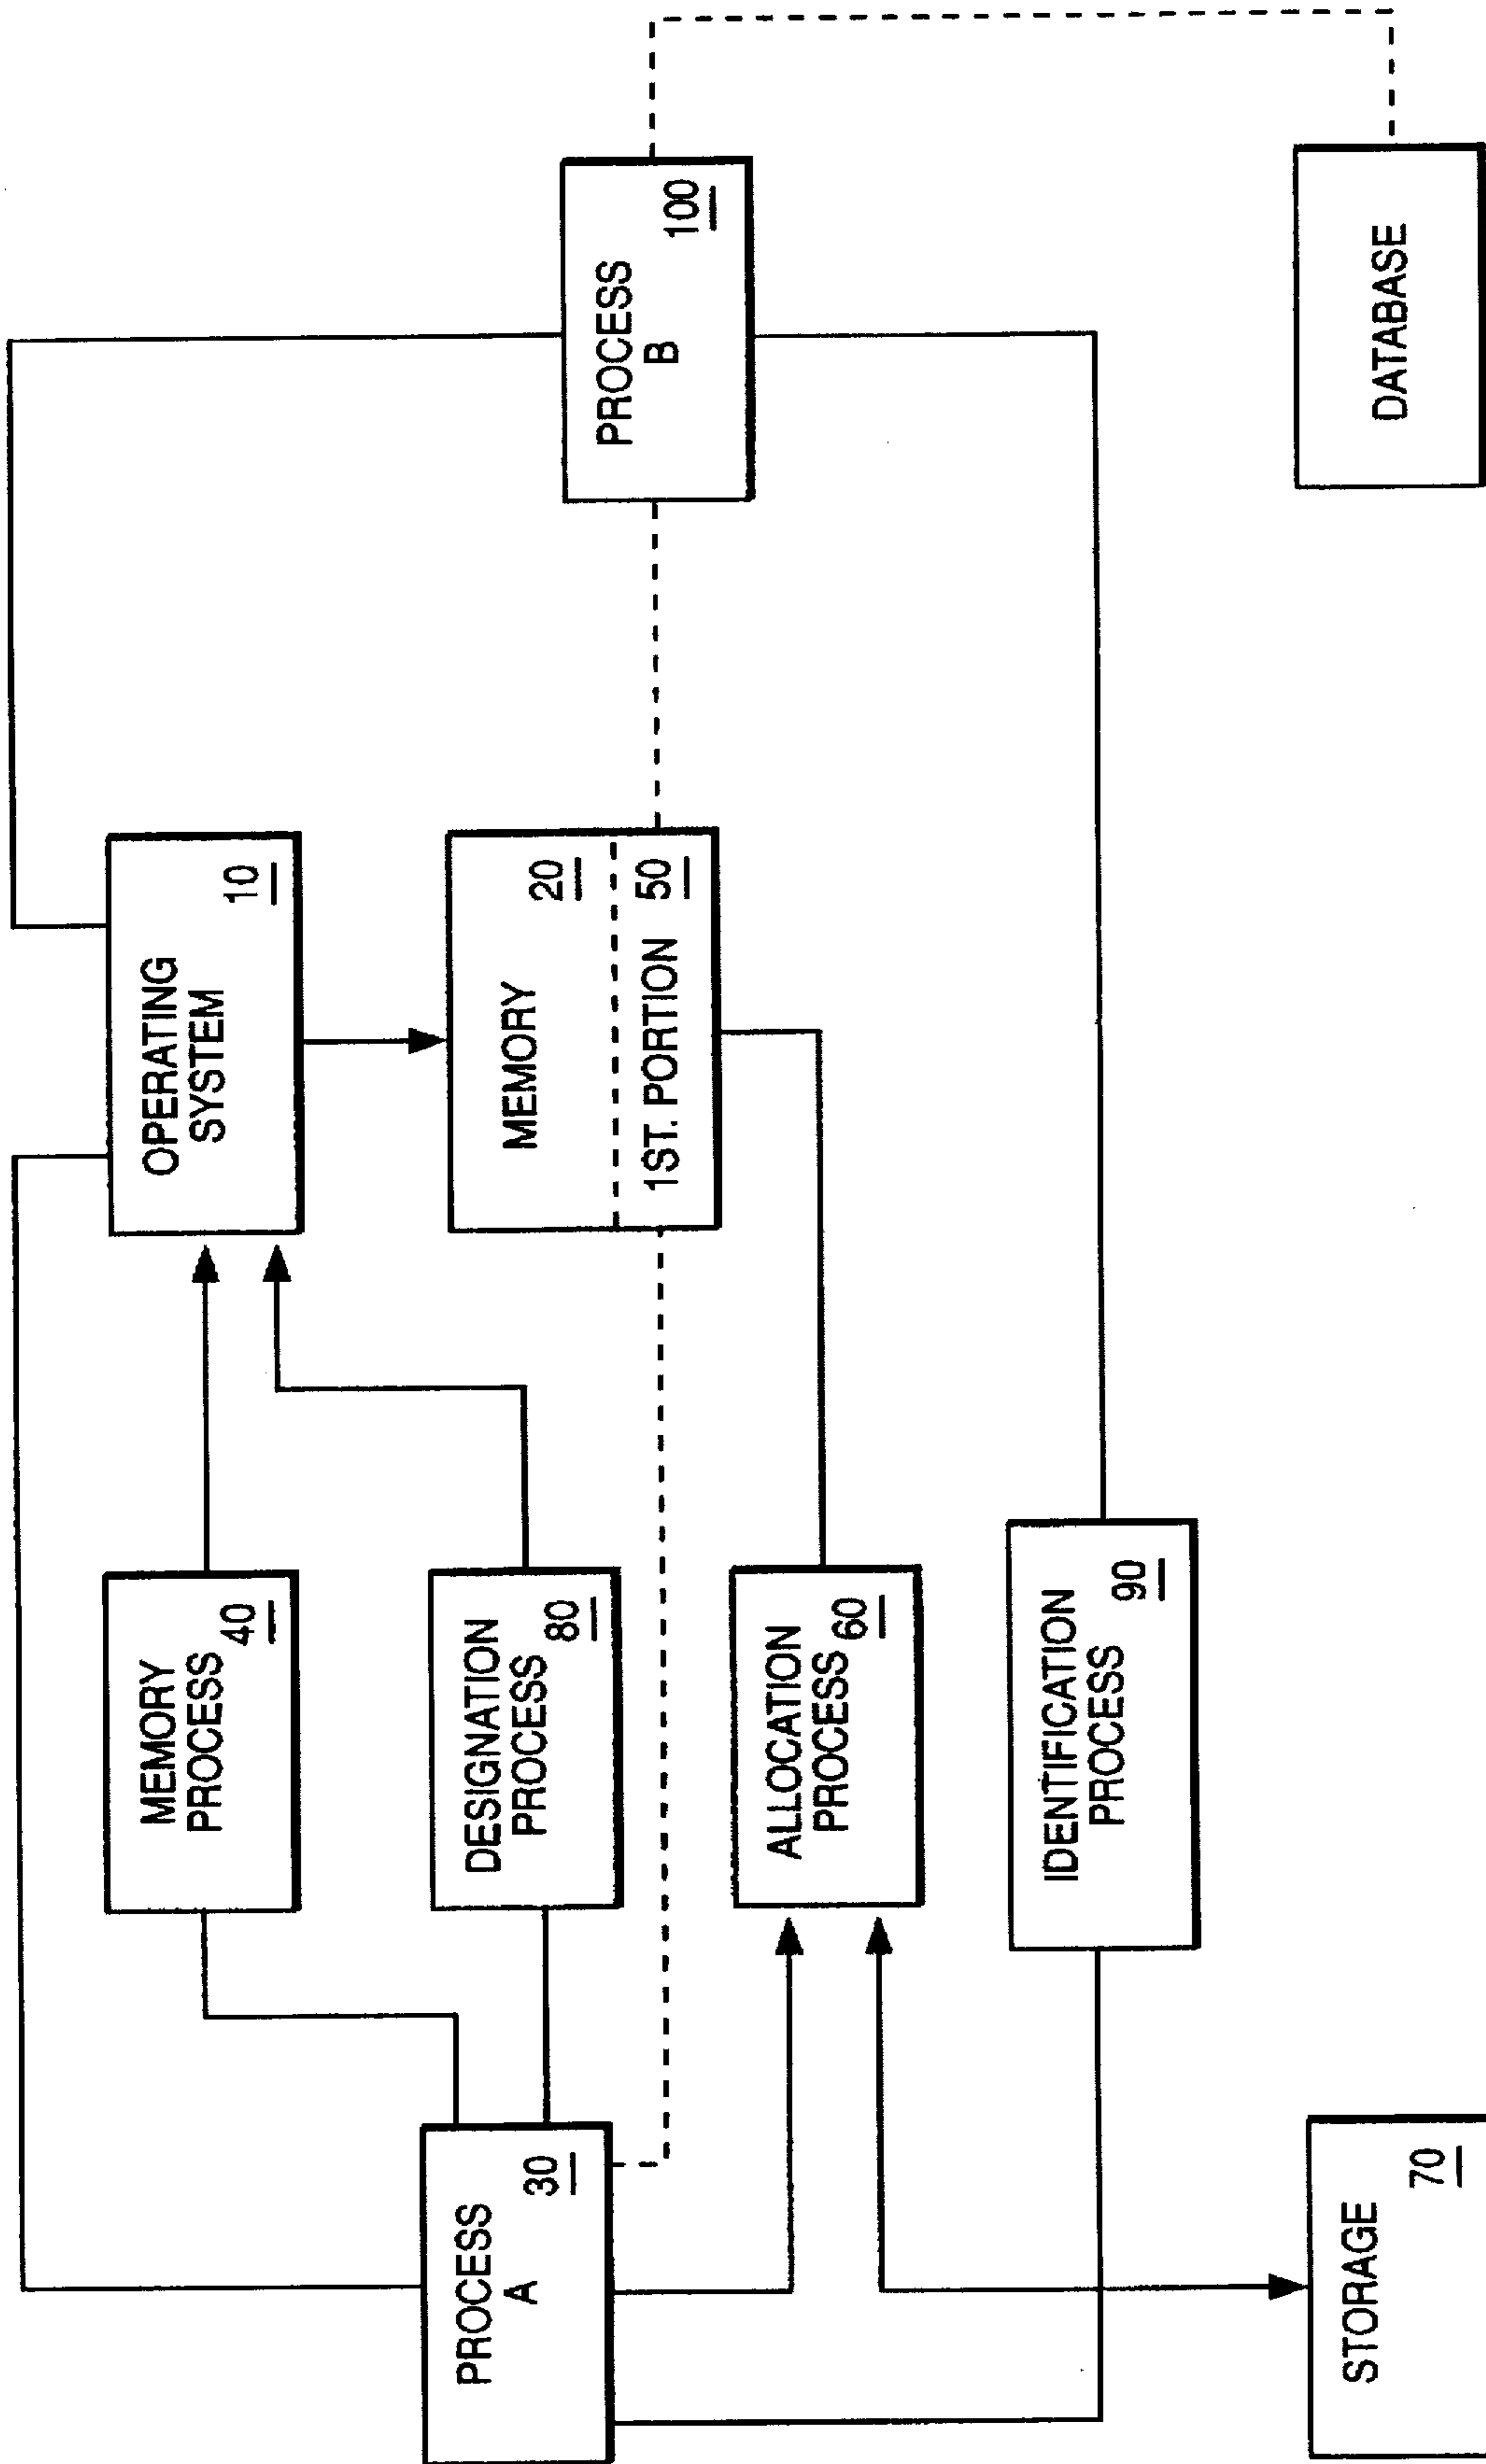 OPERATING
SYSTEM
10
MEMORY
PROCESS
40
PROCESS
A
30
DESIGNATION
PROCESS
80
MEMORY
20
1ST. PORTION 50
PROCESS
B
100
ALLOCATION
PROCESS 60
IDENTIFICATION
PROCESS
90
STORAGE
70
DATABASE